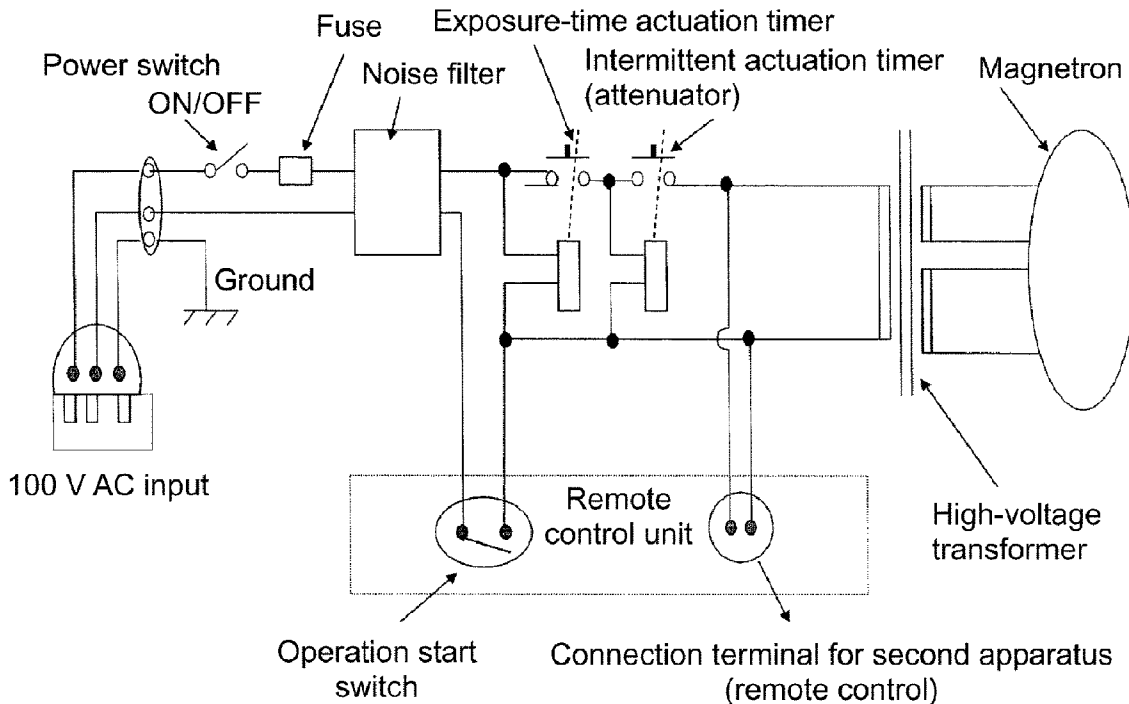 Exposure-time actuation timer
Fuse
Intermittent actuation timer
(attenuator)
Power switch
ON/OFF
Noise filter
Magnetron
Ground
100 V AC input
Remote
control unit
High-voltage
transformer
Operation start
switch
Connection terminal for second apparatus
(remote control)